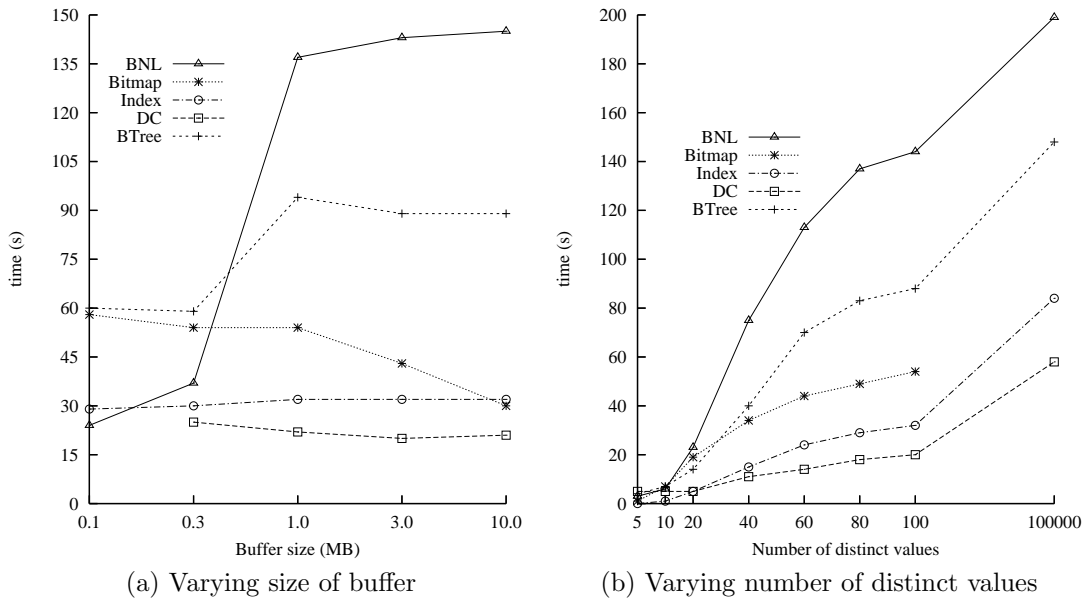 150
135
120
105
90
75
60
45
30
15
0
time (s)
BNL
Bitmap
Index
DC
BTree
0.1 0.3 1.0 3.0 10.0
Buffer size (MB)
(a) Varying size of buffer
200
180
160
140
120
100
80
60
40
20
0
time (s)
BNL
Bitmap
Index
DC
BTree
5 10 20 40 60 80 100 100000
Number of distinct values
(b) Varying number of distinct values